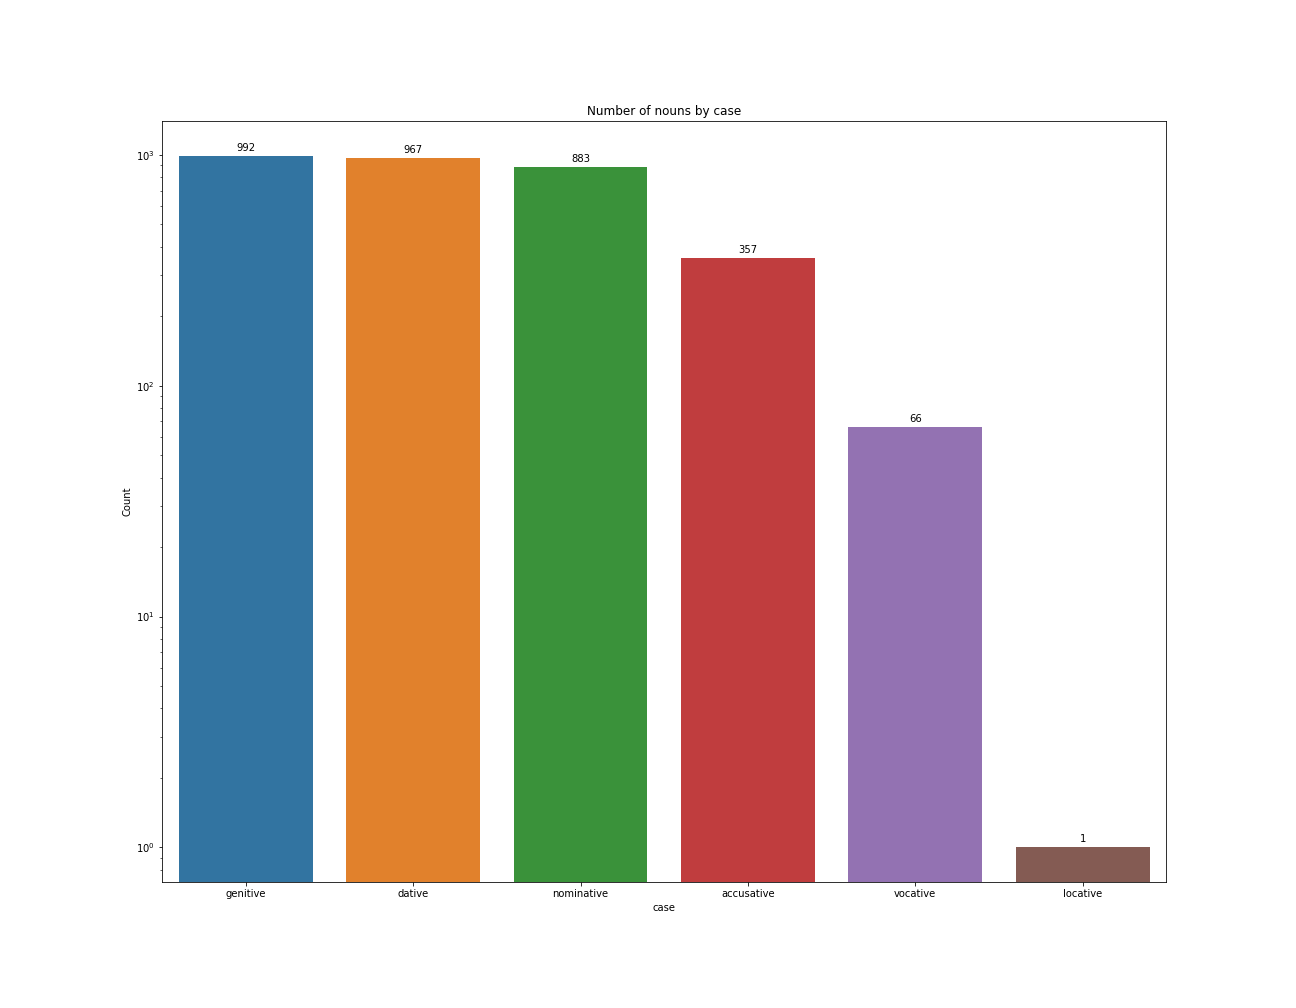 Number of nouns by case
992
967
883
357
66
1
10³
10²
10¹
10⁰
Count
genitive
dative
nominative
accusative
vocative
locative
case